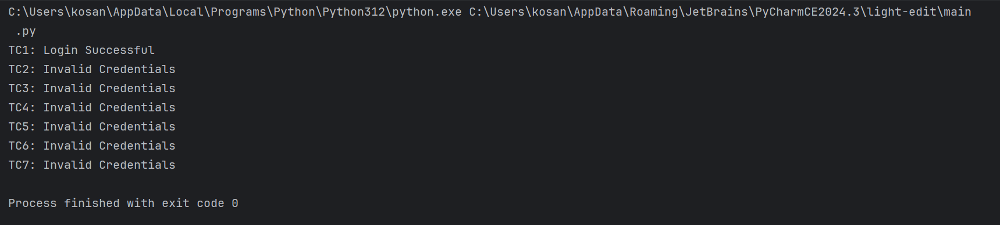 C:\Users\kosan\AppData\Local\Programs\Python\Python312\python.exe C:\Users\kosan\AppData\Roaming\JetBrains\PyCharmCE2024.3\light-edit\main
.py
TC1: Login Successful
TC2: Invalid Credentials
TC3: Invalid Credentials
TC4: Invalid Credentials
TC5: Invalid Credentials
TC6: Invalid Credentials
TC7: Invalid Credentials
Process finished with exit code 0